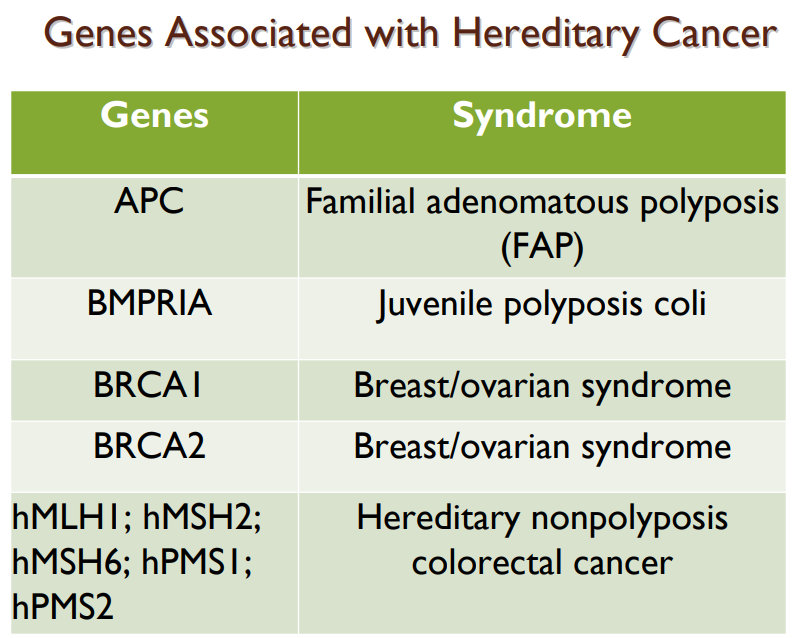 Genes Associated with Hereditary Cancer
Genes Syndrome
APC Familial adenomatous polyposis
(FAP)
BMPR1A Juvenile polyposis coli
BRCA1 Breast/ovarian syndrome
BRCA2 Breast/ovarian syndrome
hMLH1; hMSH2; Hereditary nonpolyposis
hMSH6; hPMS1; colorectal cancer
hPMS2